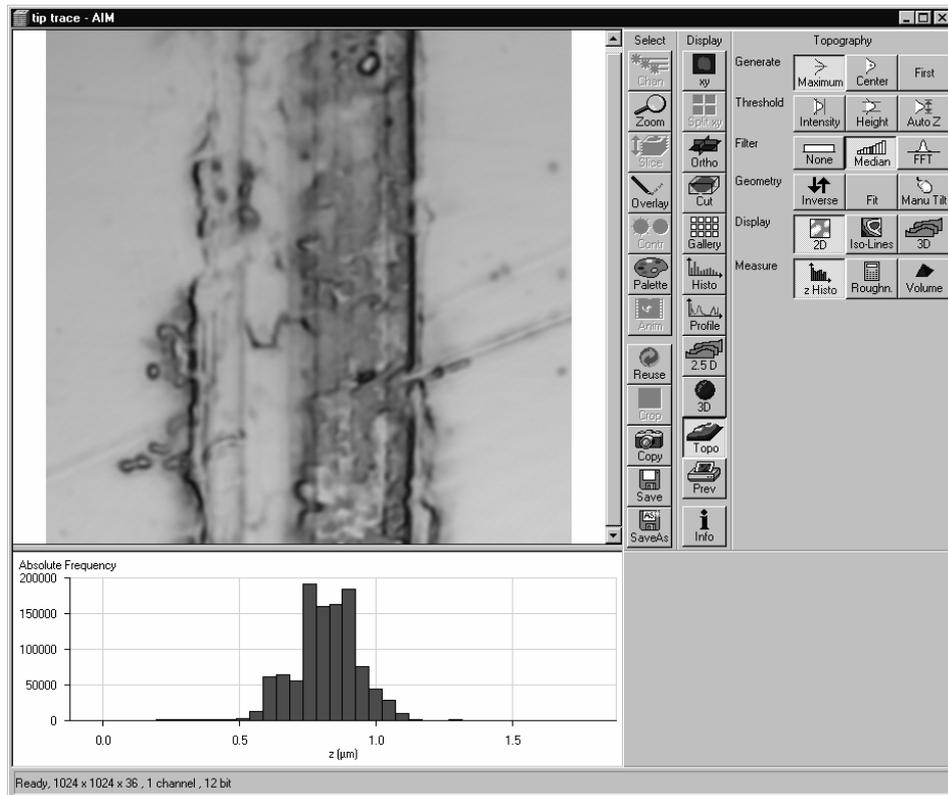 tip trace - AIM
Select
Chan
Zoom
Slice
Overlay
Contr
Palette
Anim
Reuse
Crop
Copy
Save
AS
SaveAs
Display
xy
Split xy
Ortho
Cut
Gallery
Histo
Profile
2.5 D
3D
Topo
Prev
Info
Topography
Generate
Maximum Center First
Threshold
Intensity Height Auto Z
Filter
None Median FFT
Geometry
Inverse Fit Manu Tilt
Display
2D Iso-Lines 3D
Measure
z Histo Roughn. Volume
Absolute Frequency
200000
150000
100000
50000
0
0.0 0.5 1.0 1.5
z (µm)
Ready, 1024 x 1024 x 36 , 1 channel , 12 bit